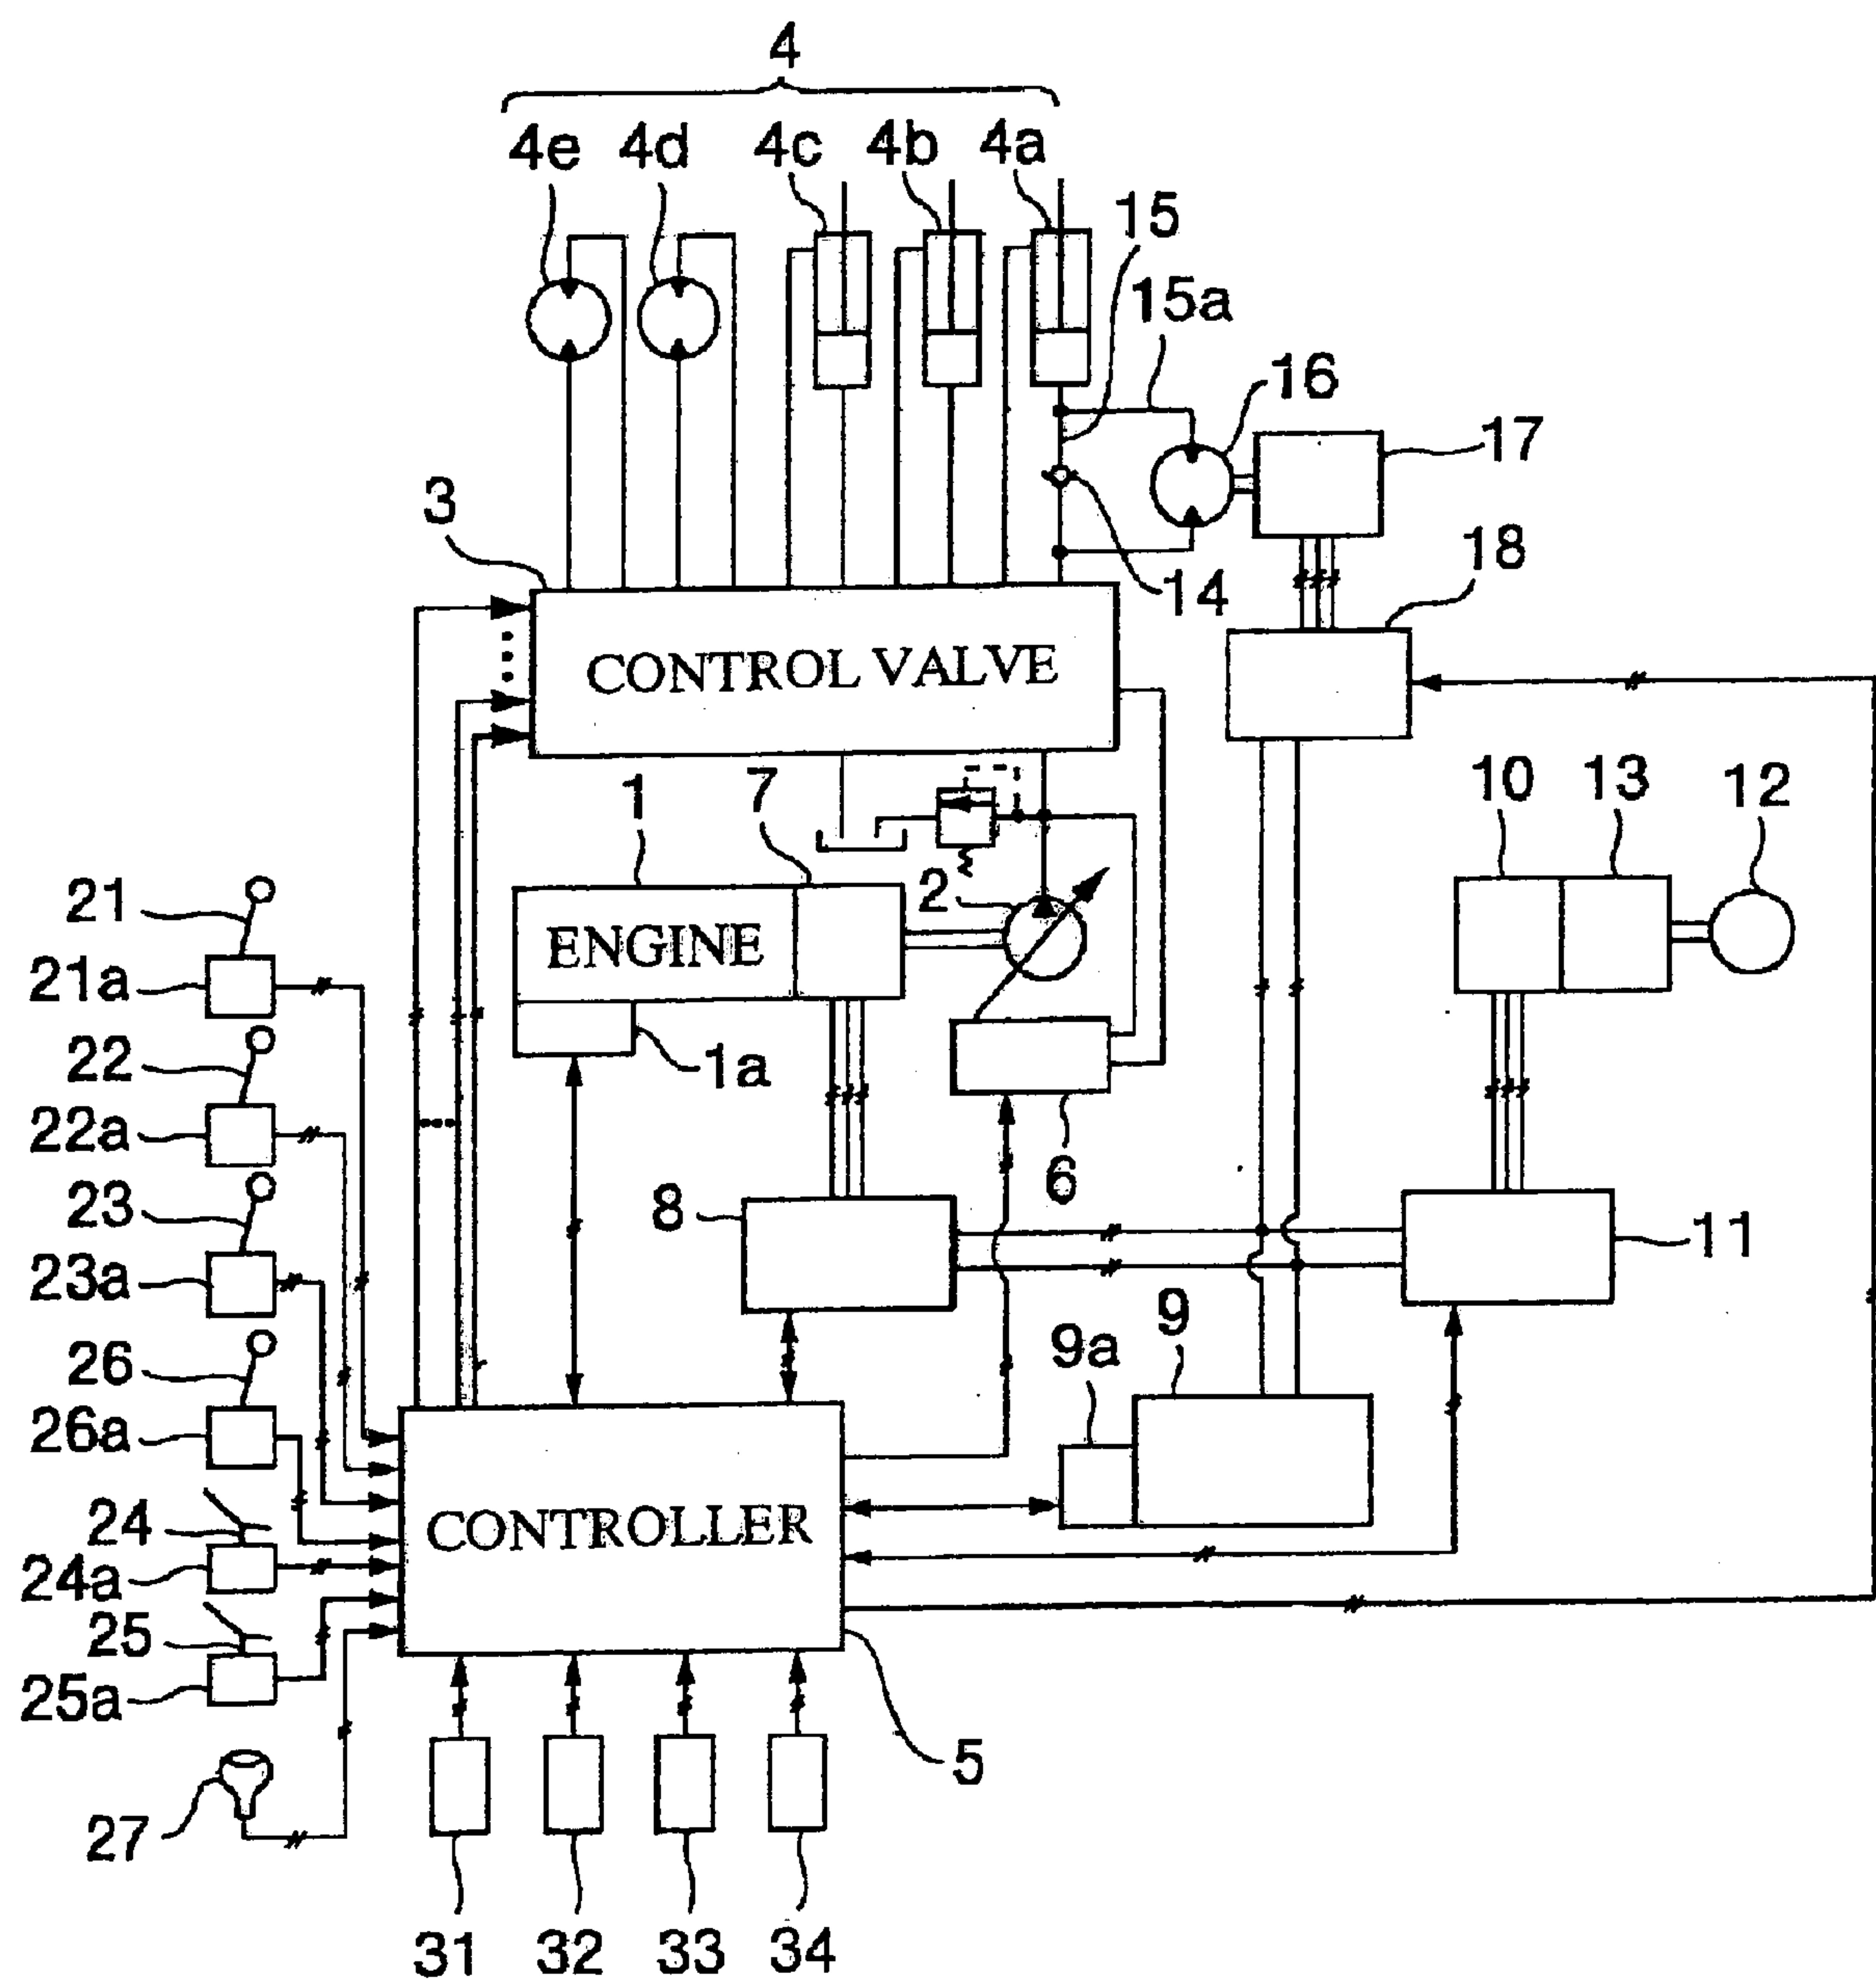 4
4e 4d 4c 4b 4a
15
15a
16
17
3
18
14
CONTROL VALVE
1 7
10 13 12
2
21
ENGINE
21a
22
1a
22a
6
23
8
11
23a
9
9a
26
26a
24
CONTROLLER
24a
25
25a
5
27
31 32 33 34